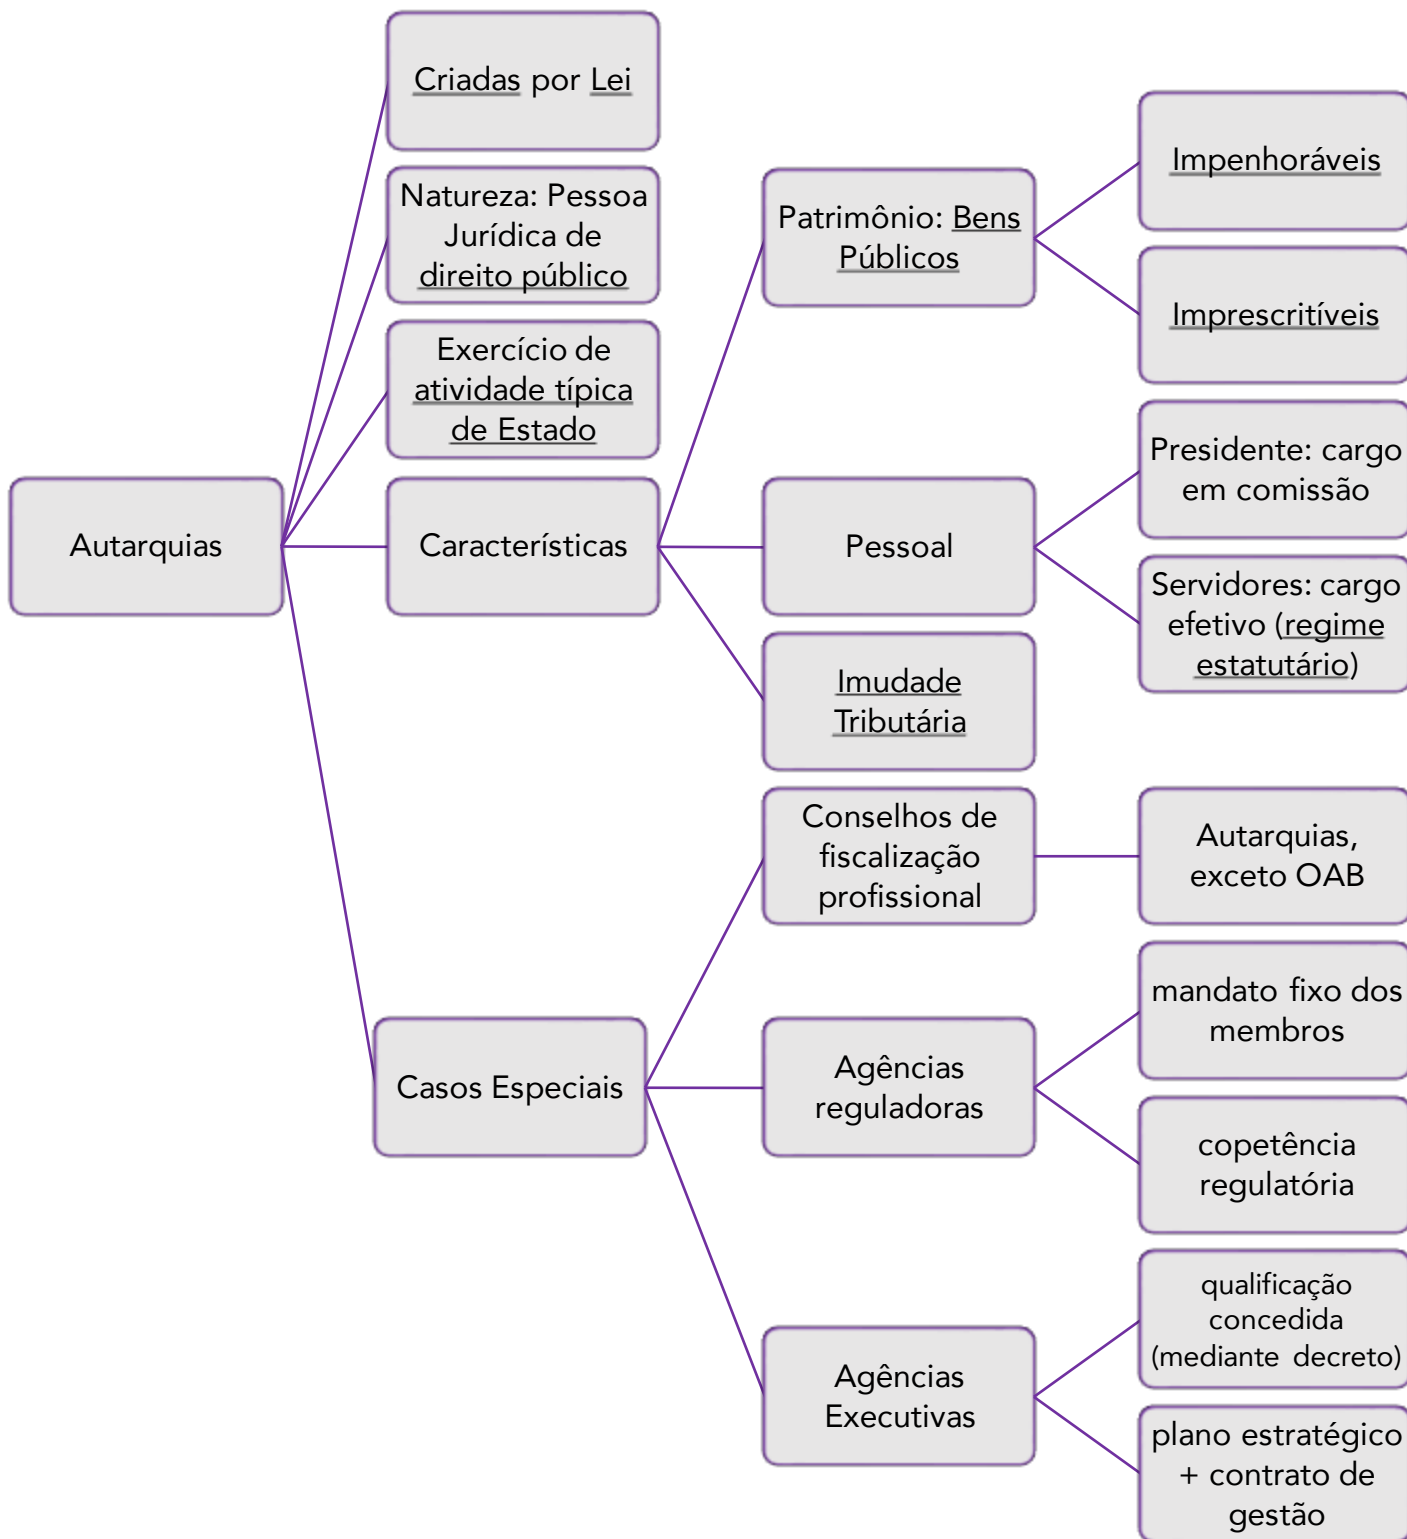 Autarquias
Criadas por Lei
Natureza: Pessoa
Jurídica de
direito público
Exercício de
atividade típica
de Estado
Características
Patrimônio: Bens
Públicos
Impenhoráveis
Imprescritíveis
Pessoal
Presidente: cargo
em comissão
Servidores: cargo
efetivo (regime
estatutário)
Imudade
Tributária
Casos Especiais
Conselhos de
fiscalização
profissional
Autarquias,
exceto OAB
Agências
reguladoras
mandato fixo dos
membros
copetência
regulatória
Agências
Executivas
qualificação
concedida
(mediante decreto)
plano estratégico
+ contrato de
gestão